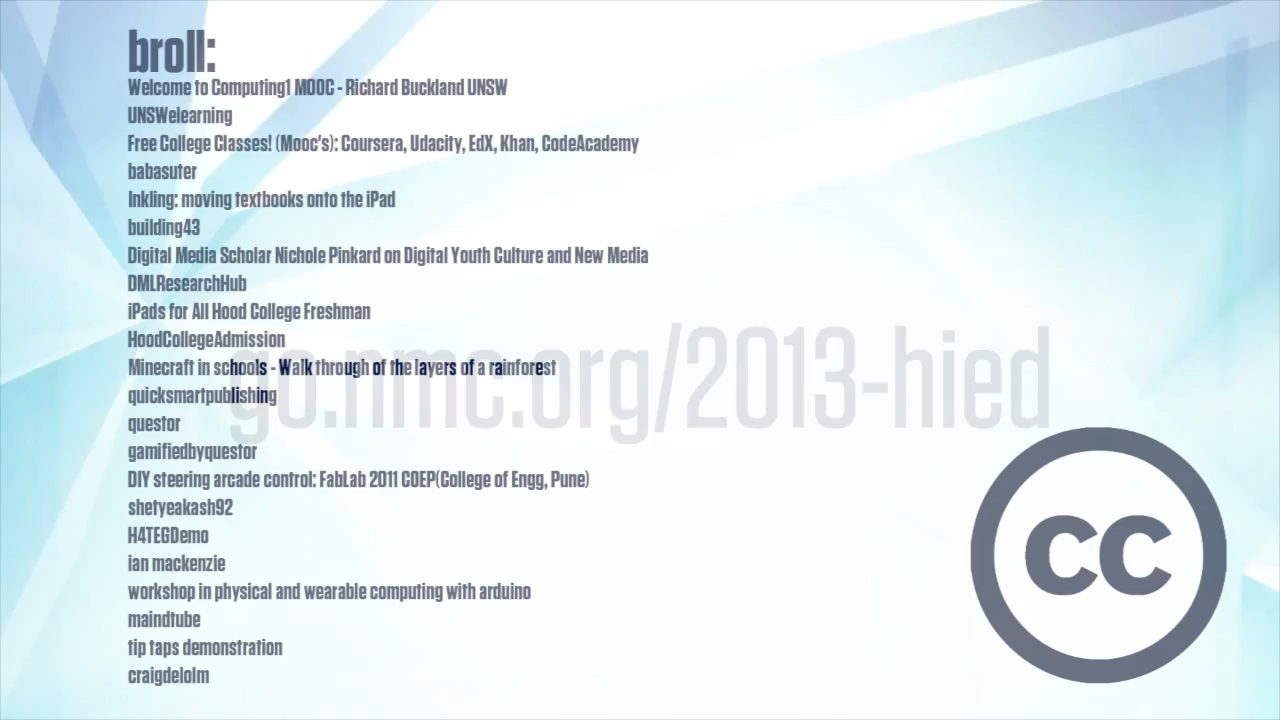 broll:
Welcome to Computing1 MOOC - Richard Buckland UNSW
UNSWelearning
Free College Classes! (Mooc's): Coursera, Udacity, EdX, Khan, CodeAcademy
babasuter
Inkling: moving textbooks onto the iPad
building43
Digital Media Scholar Nichole Pinkard on Digital Youth Culture and New Media
DMLResearchHub
iPads for All Hood College Freshman
HoodCollegeAdmission
Minecraft in schools - Walk through of the layers of a rainforest
quicksmartpublishing
go.nmc.org/2013-hied
questor
gamifiedbyquestor
DIY steering arcade control: FabLab 2011 COEP(College of Engg, Pune)
shetyeakash92
H4TEGDemo
ian mackenzie
cc
workshop in physical and wearable computing with arduino
maindtube
tip taps demonstration
craigdelolm